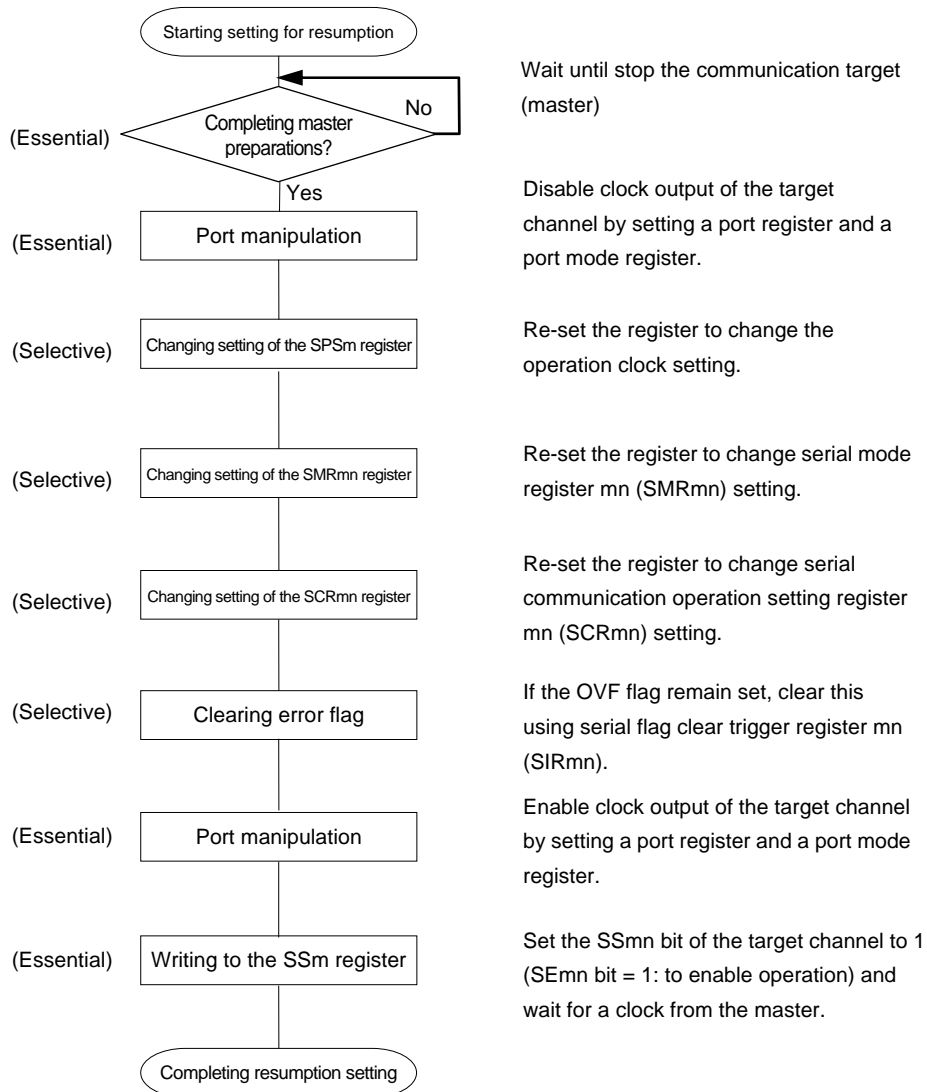 Starting setting for resumption
Wait until stop the communication target
(master)
No
(Essential)
Completing master
preparations?
Yes
Disable clock output of the target
channel by setting a port register and a
port mode register.
(Essential)
Port manipulation
(Selective)
Changing setting of the SPSm register
Re-set the register to change the
operation clock setting.
(Selective)
Changing setting of the SMRmn register
Re-set the register to change serial mode
register mn (SMRmn) setting.
(Selective)
Changing setting of the SCRmn register
Re-set the register to change serial
communication operation setting register
mn (SCRmn) setting.
(Selective)
Clearing error flag
If the OVF flag remain set, clear this
using serial flag clear trigger register mn
(SIRmn).
(Essential)
Port manipulation
Enable clock output of the target channel
by setting a port register and a port mode
register.
(Essential)
Writing to the SSm register
Set the SSmn bit of the target channel to 1
(SEmn bit = 1: to enable operation) and
wait for a clock from the master.
Completing resumption setting